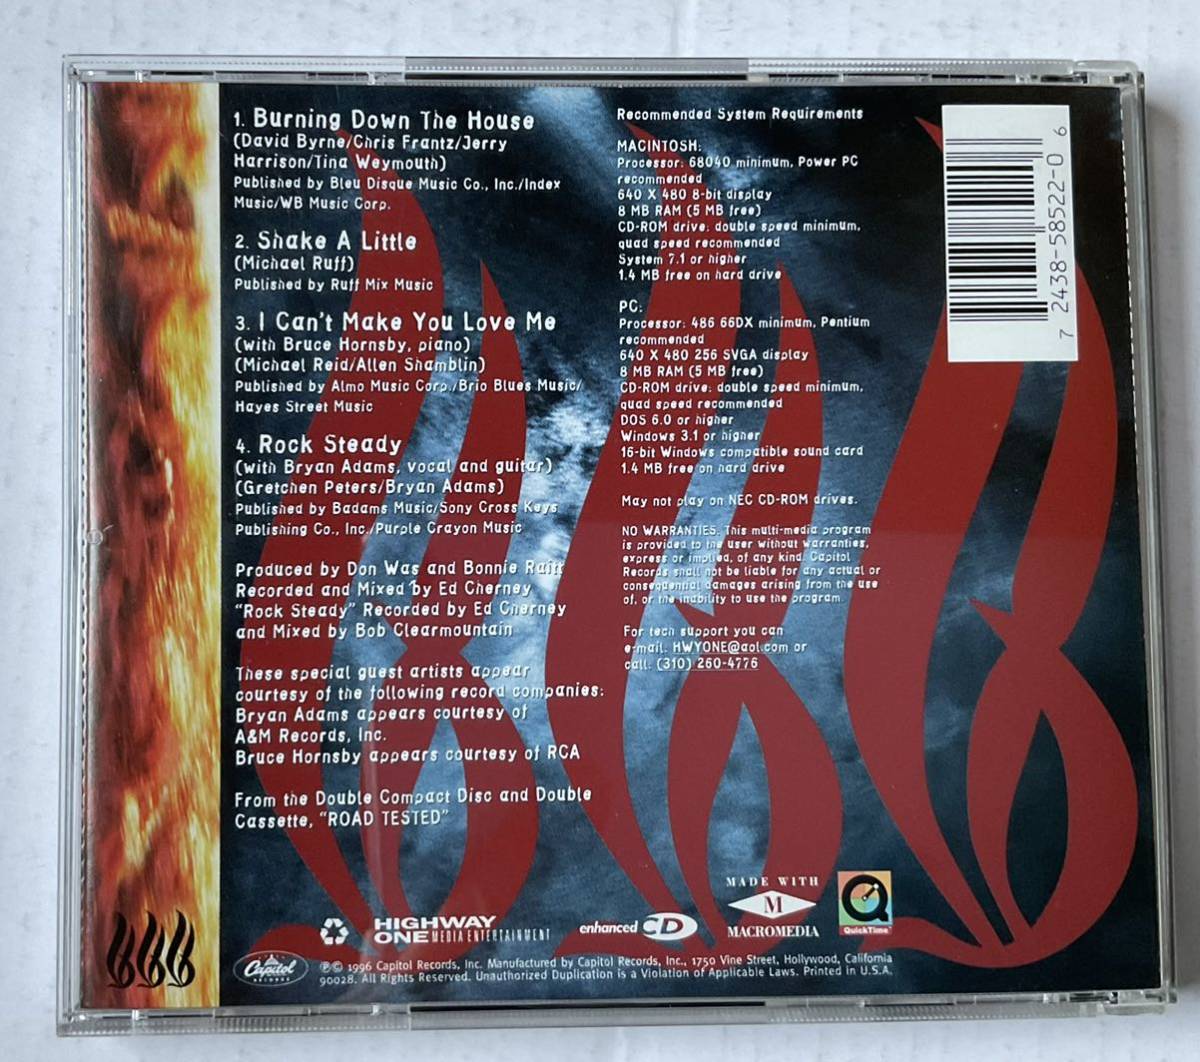 1. Burning Down The House
(David Byrne/Chris Frantz/Jerry
Harrison/Tina Weymouth)
Published by Bleu Disque Music Co., Inc./Index
Music/WB Music Corp.
2. Shake A Little
(Michael Ruff)
Published by Ruff Mix Music
3. I Can't Make You Love Me
(with Bruce Hornsby, piano)
(Michael Reid/Allen Shamblin)
Published by Almo Music Corp./Brio Blues Music/
Hayes Street Music
4. Rock Steady
(with Bryan Adams, vocal and guitar)
(Gretchen Peters/Bryan Adams)
Published by Badams Music/Sony Cross Keys
Publishing Co., Inc./Purple Crayon Music
Produced by Don Was and Bonnie Raitt
Recorded and Mixed by Ed Cherney
"Rock Steady" Recorded by Ed Cherney
and Mixed by Bob Clearmountain
These special guest artists appear
courtesy of the following record companies:
Bryan Adams appears courtesy of
A&M Records, Inc.
Bruce Hornsby appears courtesy of RCA
From the Double Compact Disc and Double
Cassette, "ROAD TESTED"
Recommended System Requirements
MACINTOSH:
Processor: 68040 minimum, Power PC
recommended
640 X 480 8-bit display
8 MB RAM (5 MB free)
CD-ROM drive: double speed minimum,
quad speed recommended
System 7.1 or higher
1.4 MB free on hard drive
PC:
Processor: 486 66DX minimum, Pentium
recommended
640 X 480 256 SVGA display
8 MB RAM (5 MB free)
CD-ROM drive: double speed minimum,
quad speed recommended
DOS 6.0 or higher
Windows 3.1 or higher
16-bit Windows compatible sound card
1.4 MB free on hard drive
May not play on NEC CD-ROM drives.
NO WARRANTIES. This multi-media program
is provided to the user without warranties,
express or implied, of any kind. Capitol
Records shall not be liable for any actual or
consequential damages arising from the use
of, or the inability to use the program.
For tech support you can
e-mail: HWYONE@aol.com or
call: (310) 260-4776
7 2438-58522-0 6
HIGHWAY
ONE MEDIA ENTERTAINMENT
enhanced CD
MADE WITH
M
MACROMEDIA
QuickTime™
Capitol
RECORDS
℗© 1996 Capitol Records, Inc. Manufactured by Capitol Records, Inc., 1750 Vine Street, Hollywood, California
90028. All Rights Reserved. Unauthorized Duplication is a Violation of Applicable Laws. Printed in U.S.A.